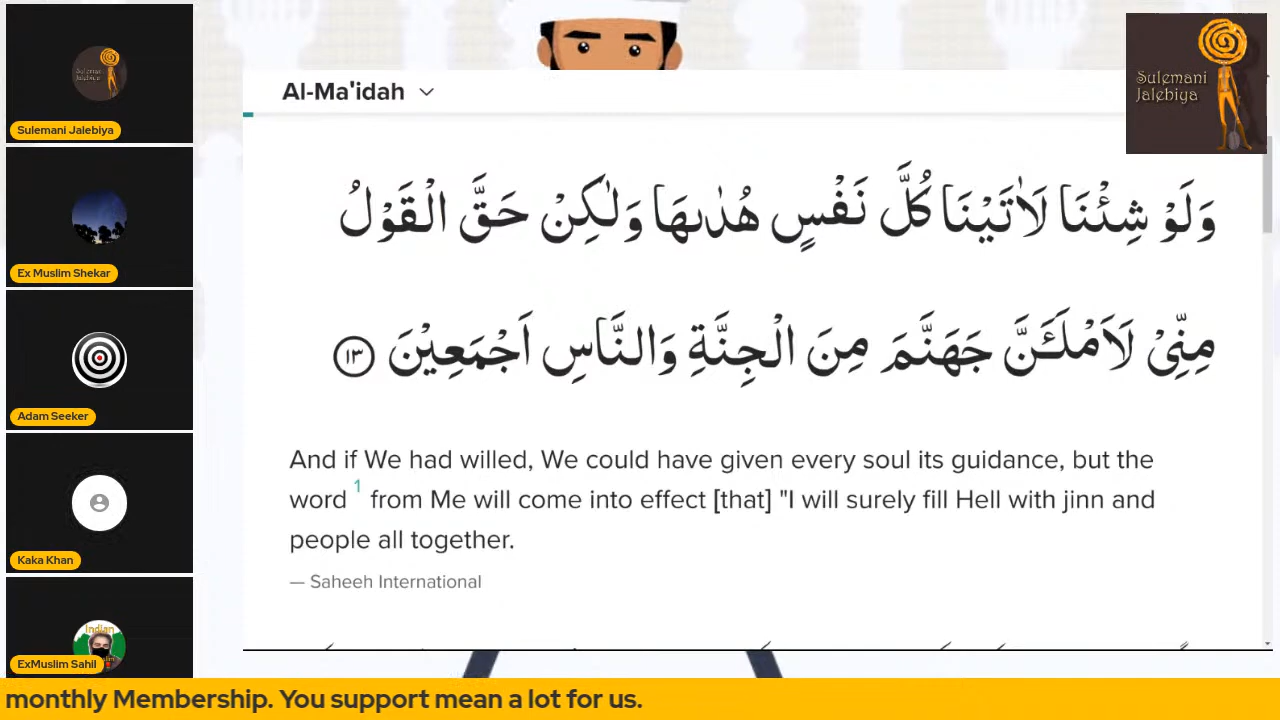 Sulemani Jalebiya
Ex Muslim Shekar
Adam Seeker
Kaka Khan
Indian
ExMuslim Sahil
Al-Ma'idah
Sulemani
Jalebiya
وَلَوْ شِئْنَا لَاٰتَيْنَا كُلَّ نَفْسٍ هُدٰىهَا وَلٰكِنْ حَقَّ الْقَوْلُ
مِنِّىْ لَاَمْلَـَٔنَّ جَهَنَّمَ مِنَ الْجِنَّةِ وَالنَّاسِ اَجْمَعِيْنَ ١٣
And if We had willed, We could have given every soul its guidance, but the
word 1 from Me will come into effect [that] "I will surely fill Hell with jinn and
people all together.
— Saheeh International
monthly Membership. You support mean a lot for us.